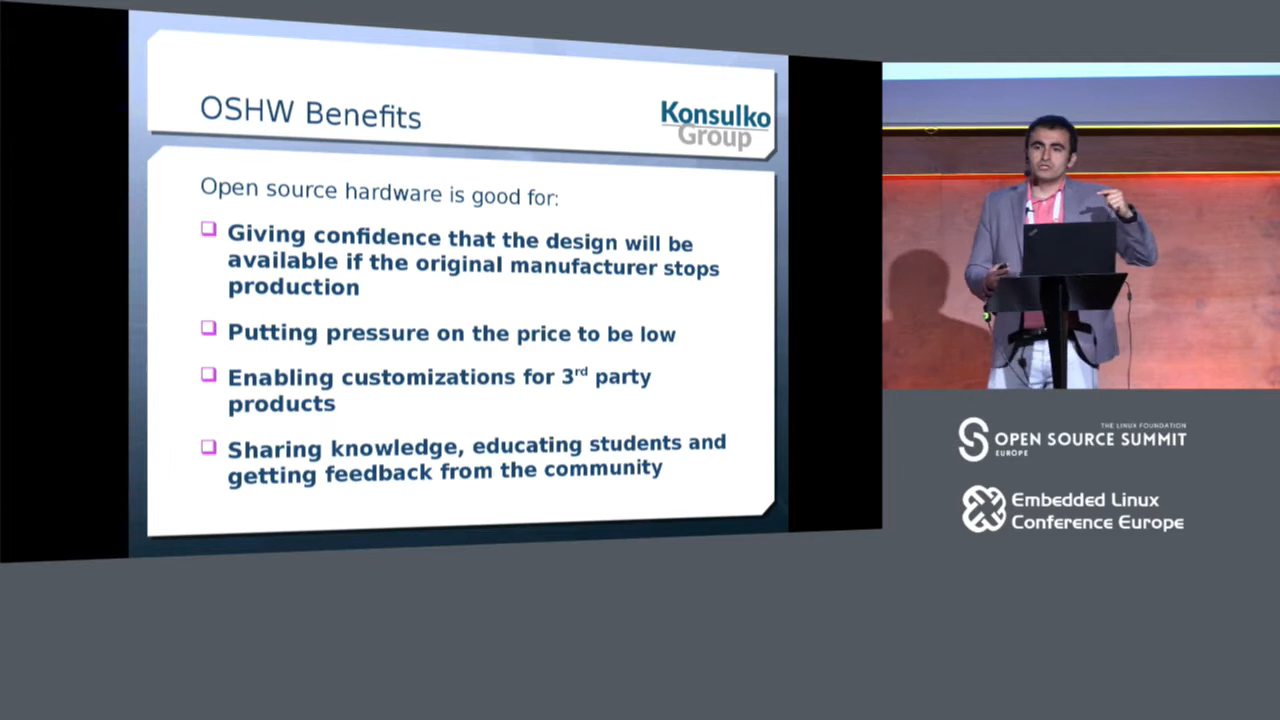 OSHW Benefits
Konsulko
Group
Open source hardware is good for:
Giving confidence that the design will be
available if the original manufacturer stops
production
Putting pressure on the price to be low
Enabling customizations for 3rd party
products
Sharing knowledge, educating students and
getting feedback from the community
THE LINUX FOUNDATION
OPEN SOURCE SUMMIT
EUROPE
Embedded Linux
Conference Europe